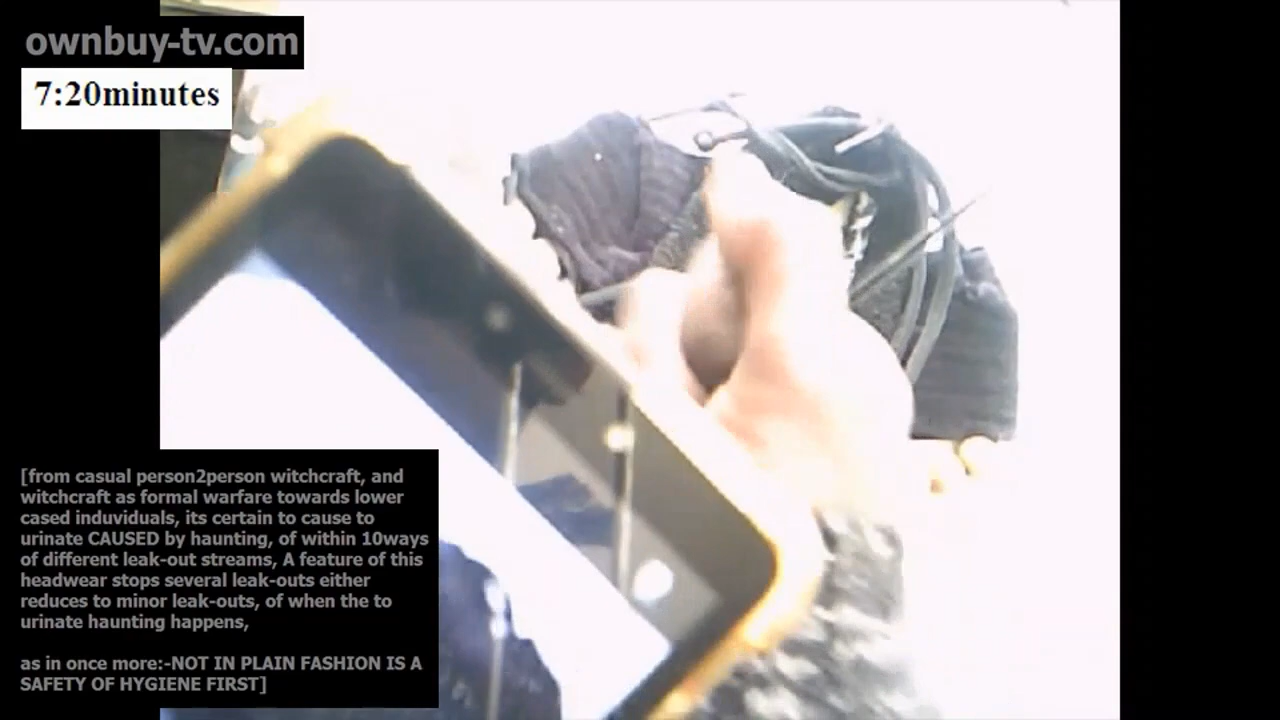 ownbuy-tv.com
7:20minutes
[from casual person2person witchcraft, and
witchcraft as formal warfare towards lower
cased induviduals, its certain to cause to
urinate CAUSED by haunting, of within 10ways
of different leak-out streams, A feature of this
headwear stops several leak-outs either
reduces to minor leak-outs, of when the to
urinate haunting happens,
as in once more:-NOT IN PLAIN FASHION IS A
SAFETY OF HYGIENE FIRST]